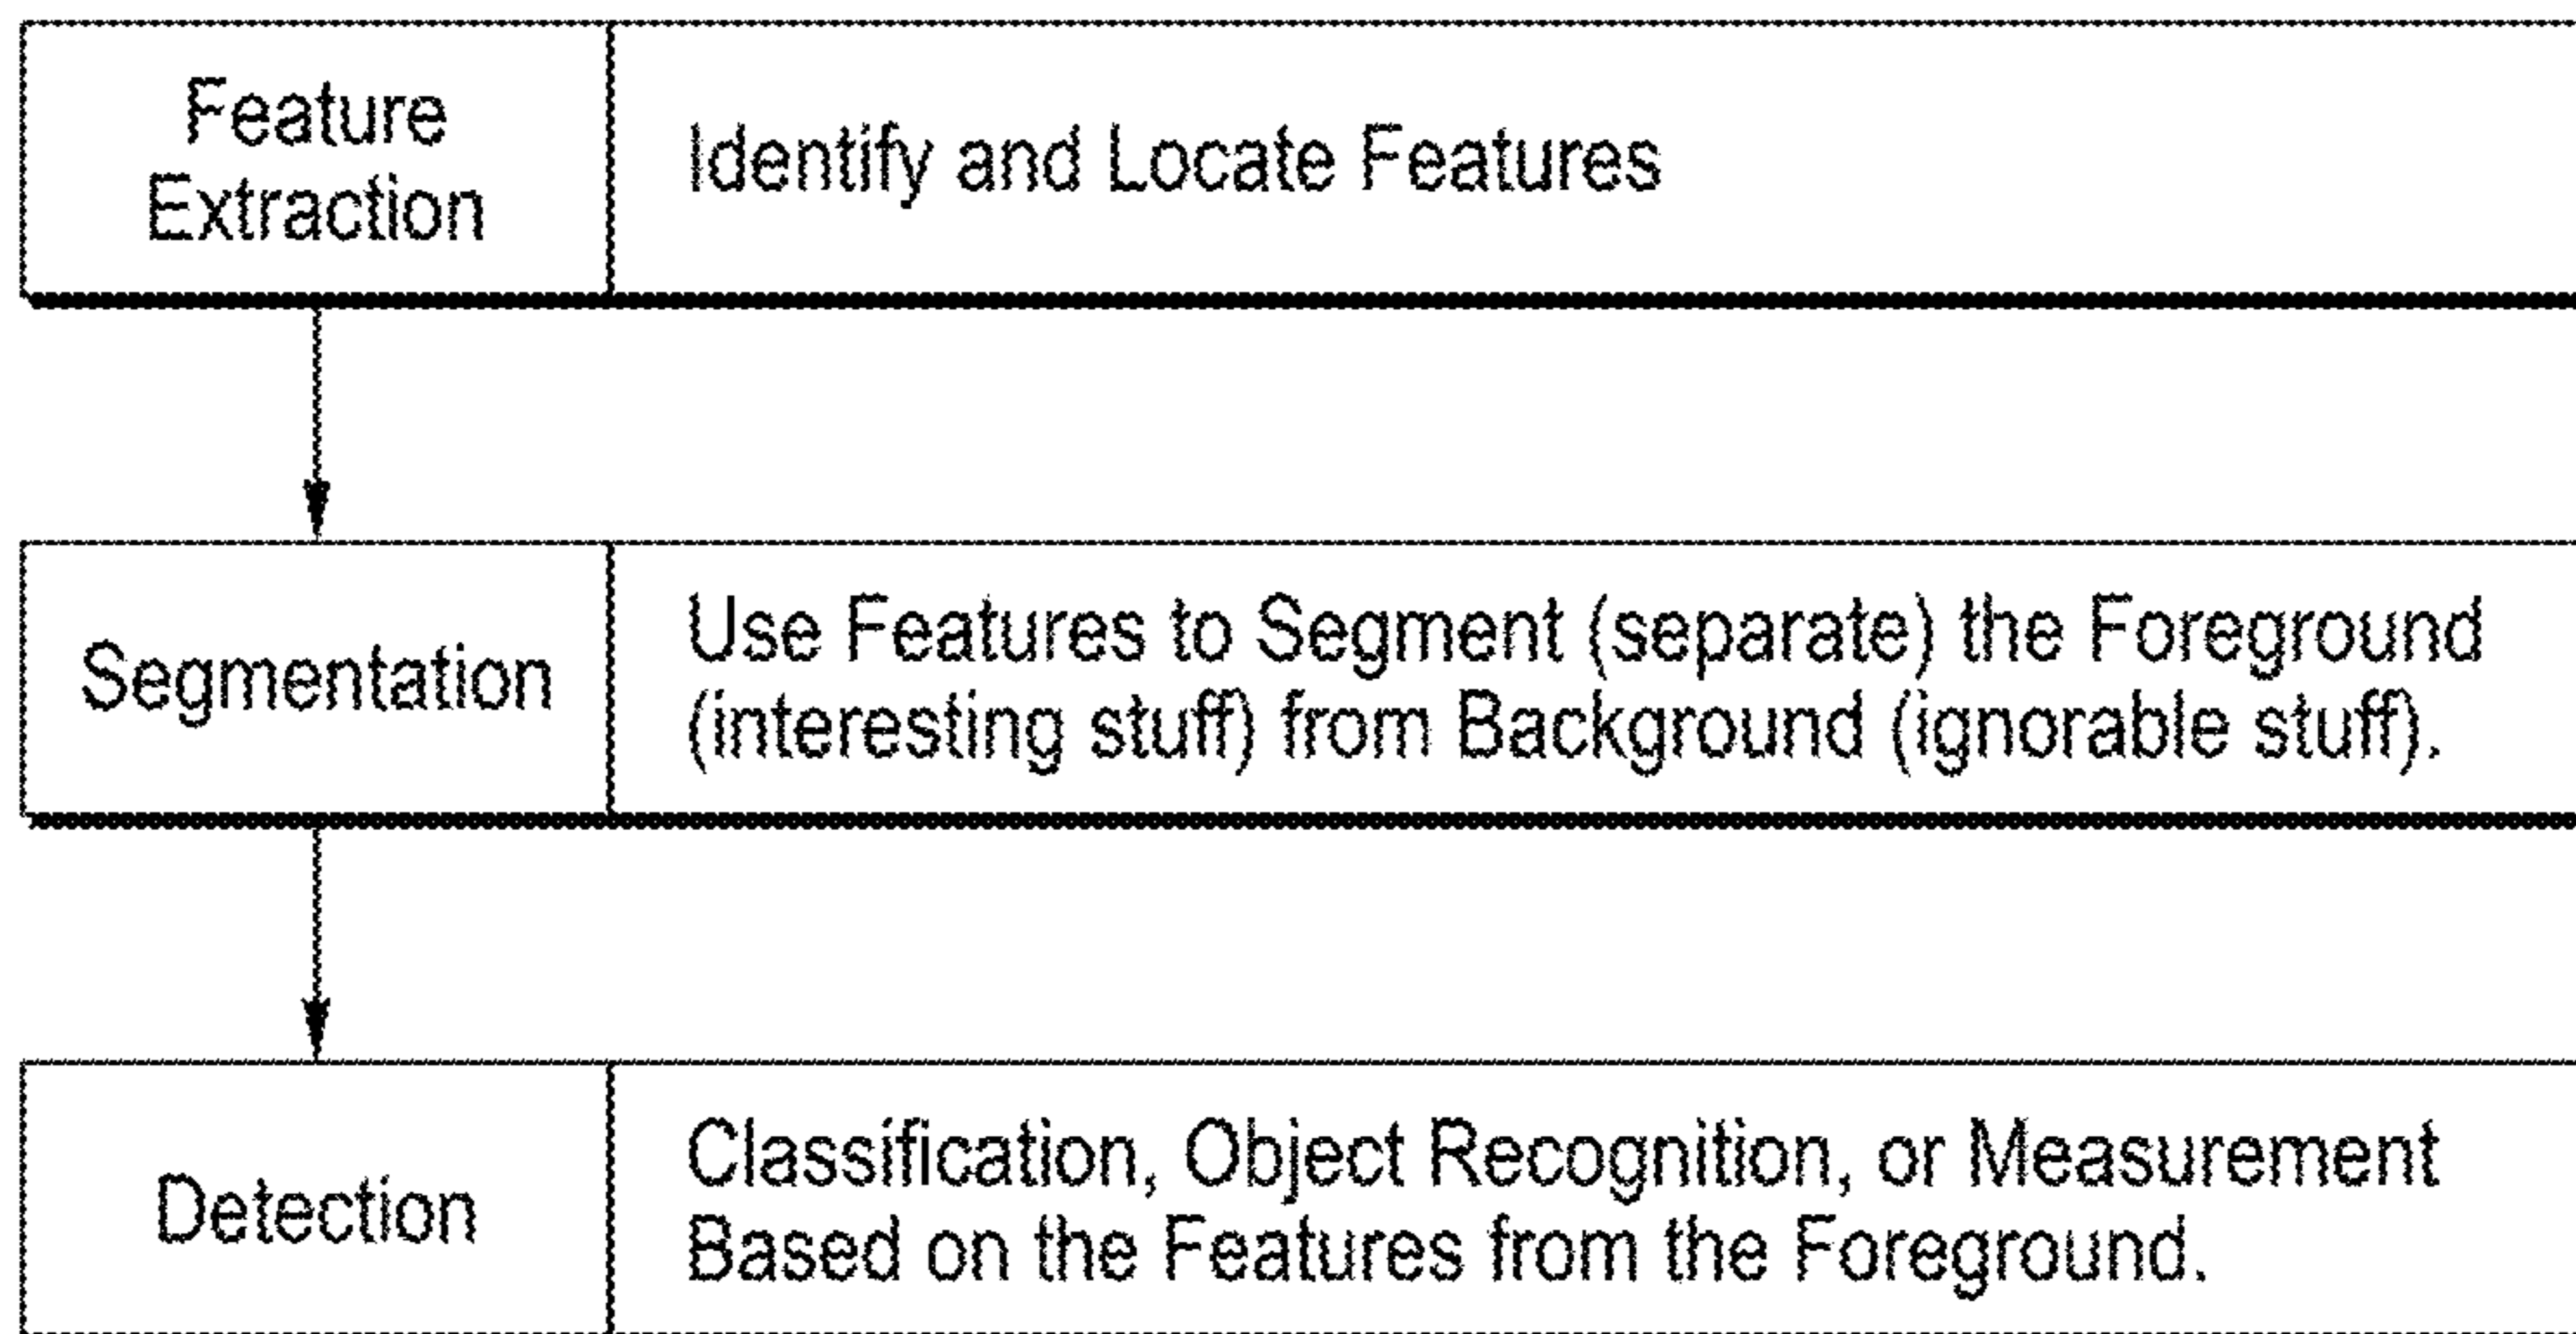 Feature
Extraction
Identify and Locate Features
Segmentation
Use Features to Segment (separate) the Foreground
(interesting stuff) from Background (ignorable stuff).
Detection
Classification, Object Recognition, or Measurement
Based on the Features from the Foreground.